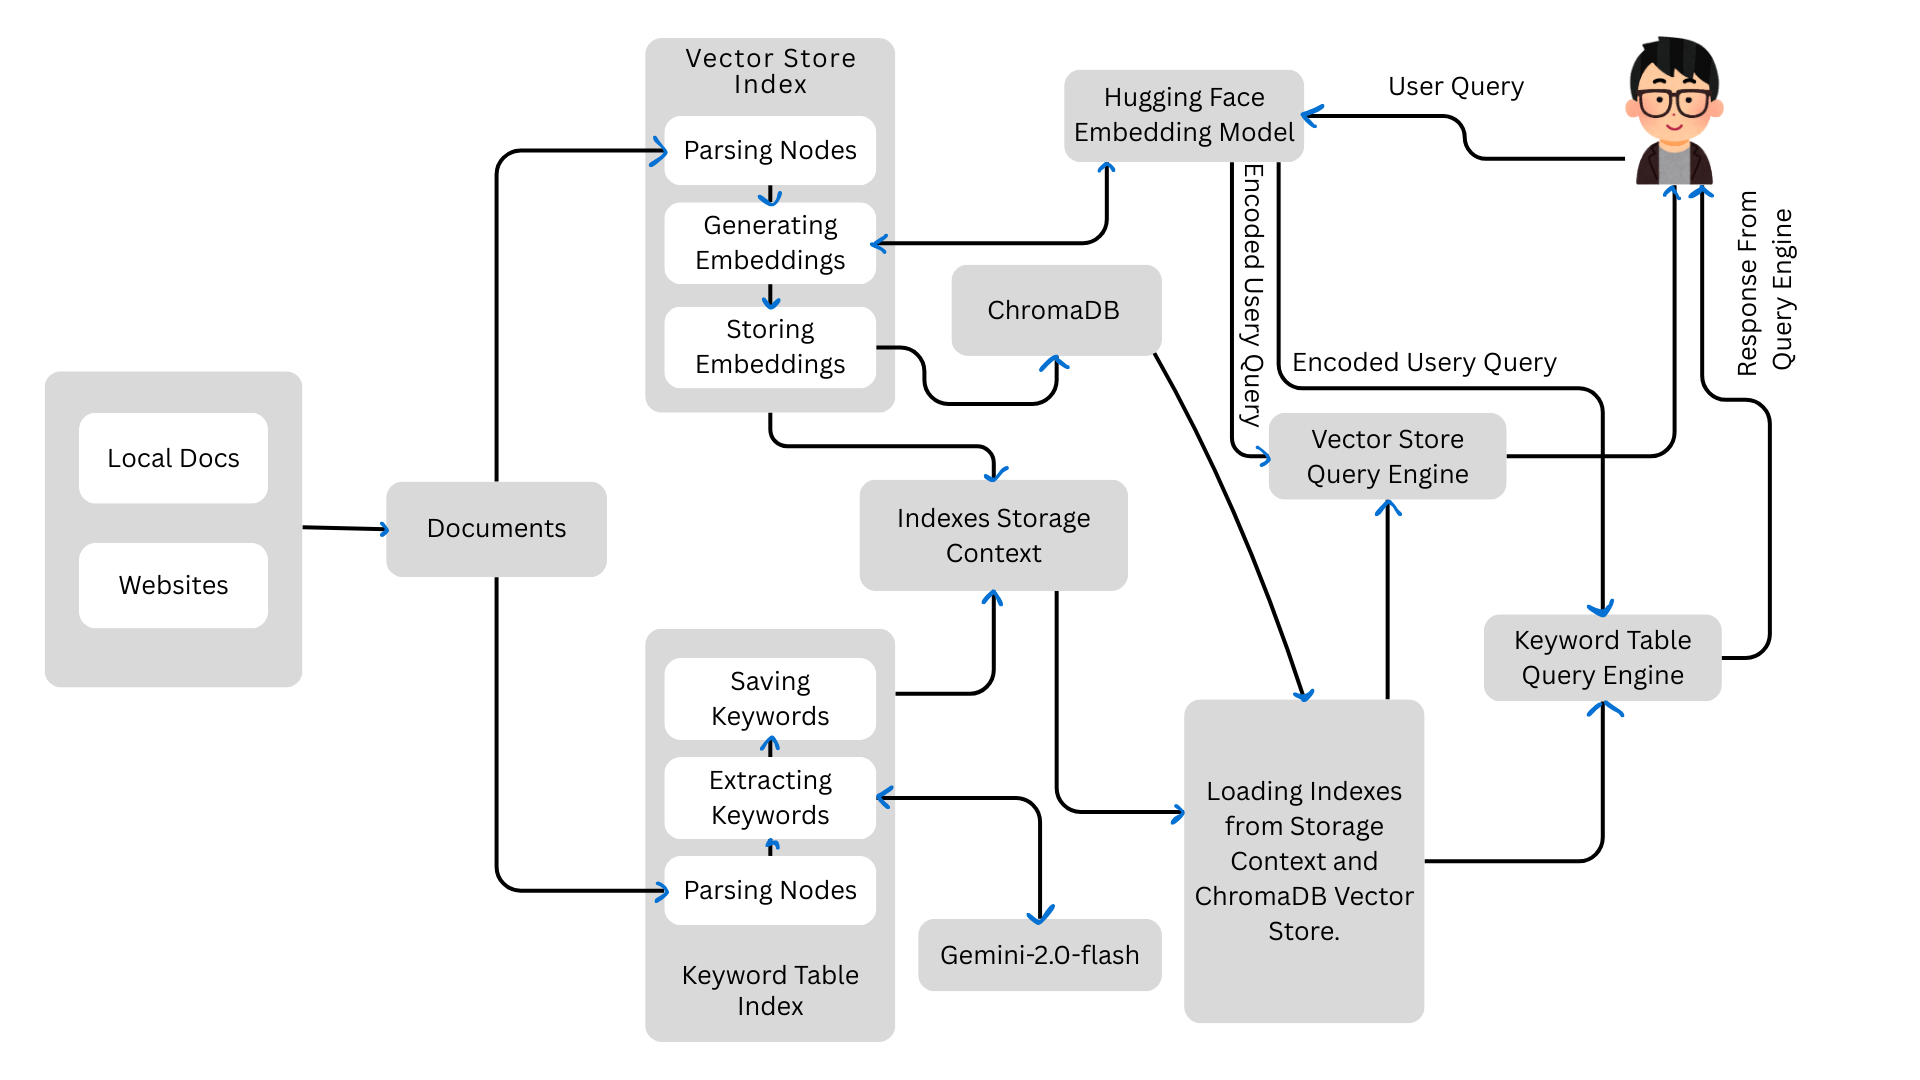 Vector Store
Index
Parsing Nodes
Generating
Embeddings
Storing
Embeddings
Hugging Face
Embedding Model
User Query
ChromaDB
Encoded Usery Query
Encoded Usery Query
Response From
Query Engine
Local Docs
Websites
Documents
Indexes Storage
Context
Vector Store
Query Engine
Keyword Table
Query Engine
Saving
Keywords
Extracting
Keywords
Parsing Nodes
Keyword Table
Index
Gemini-2.0-flash
Loading Indexes
from Storage
Context and
ChromaDB Vector
Store.